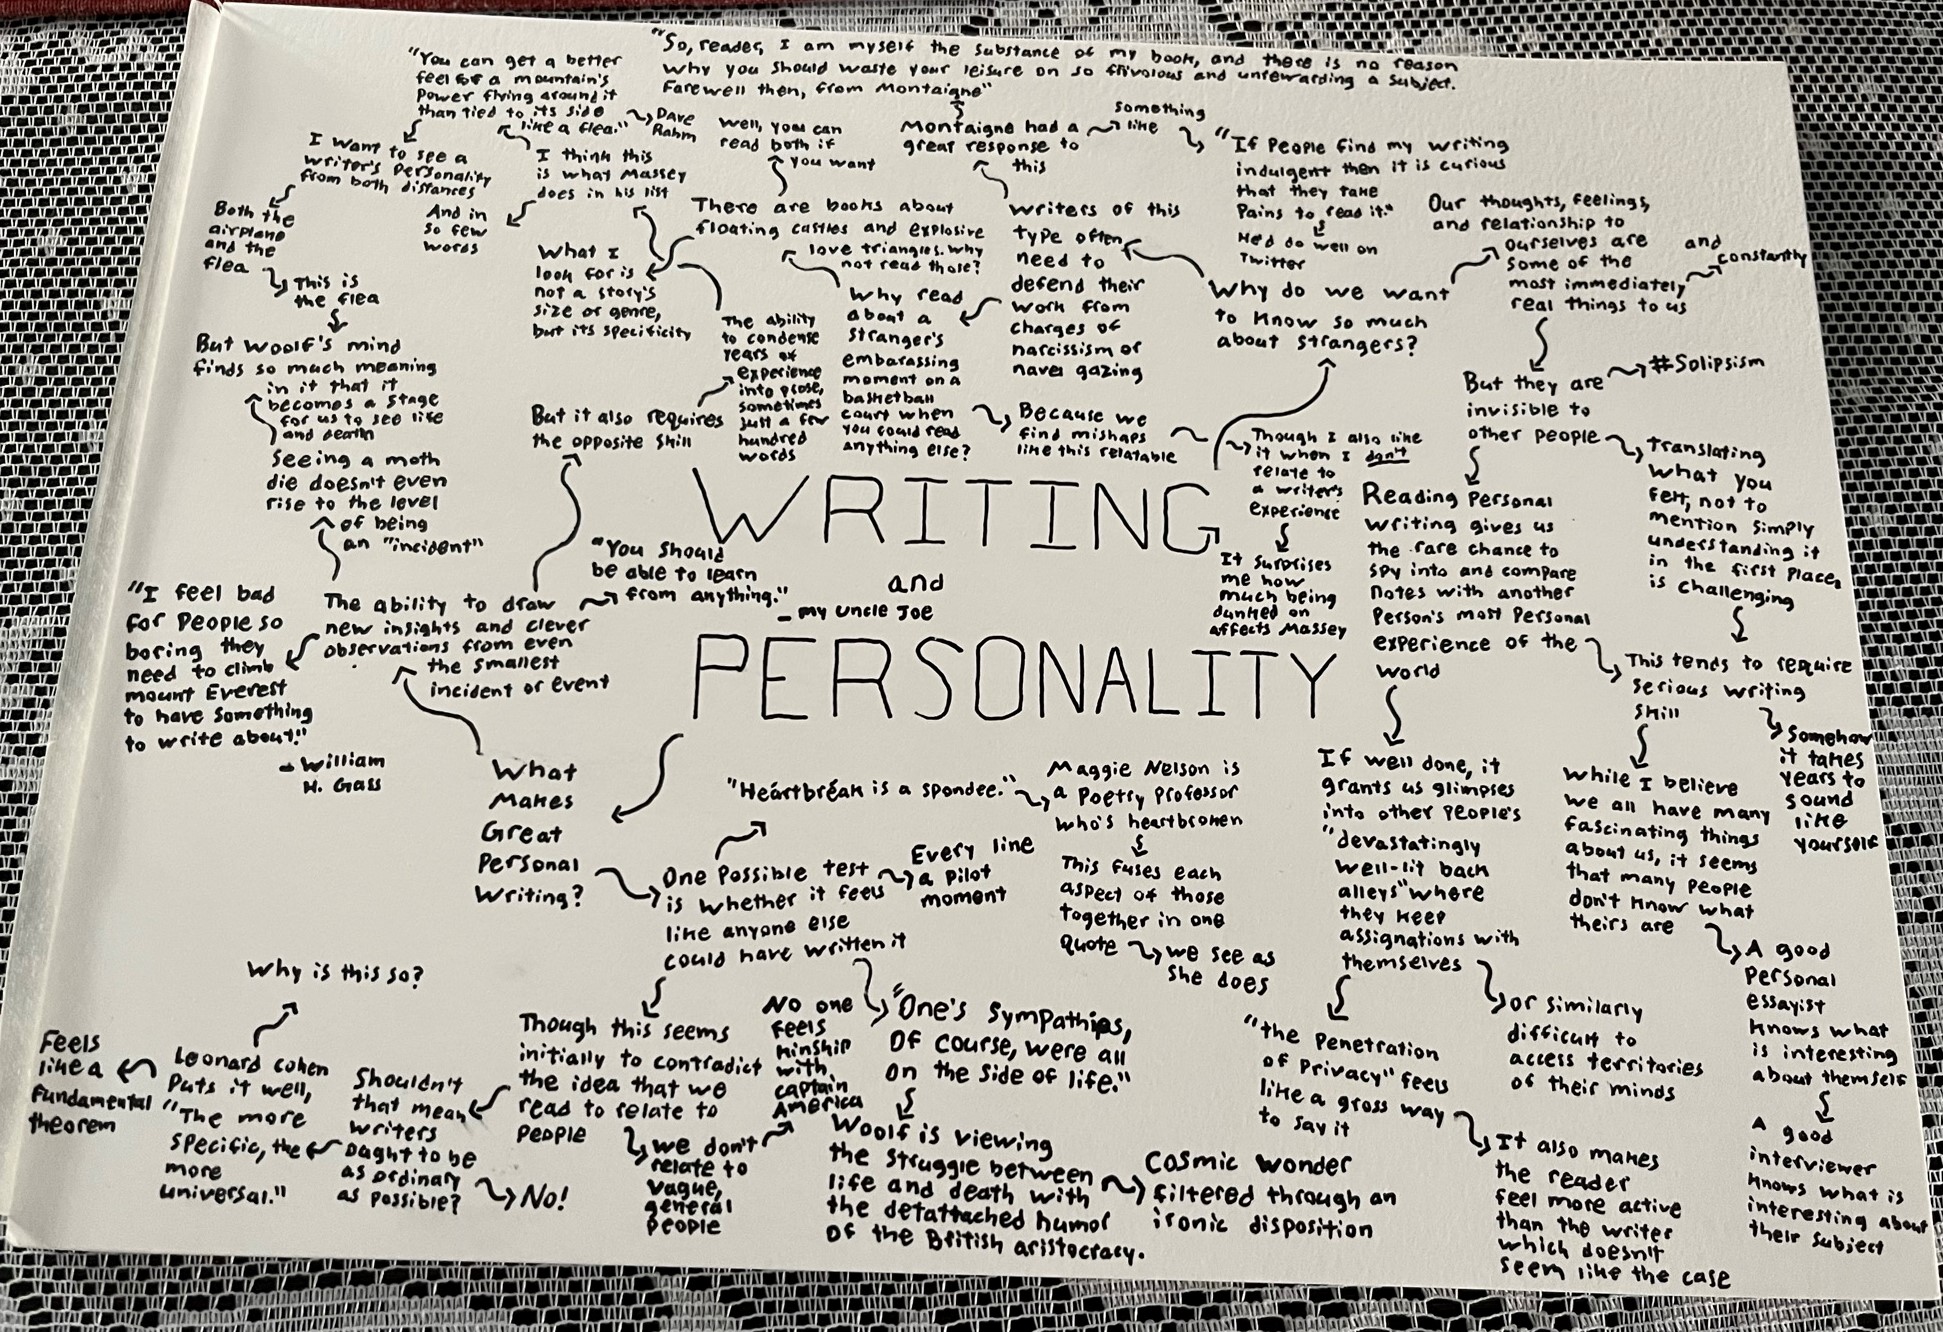 "You can get a better
feel for a mountain's
Power flying around it
than tied to its side
like a flea."
Dave
Rahm
"So, reader, I am myself the substance of my book, and there is no reason
why you should waste your leisure on so frivolous and unrewarding a subject.
Farewell then, from Montaigne"
I want to see a
writer's Personality
from both distances
Both the
airplane
and the
flea
This is
the flea
I think this
is what Massey
does in his list
And in
so few
words
well, you can
read both if
you want
Montaigne had a
great response to
this
something
like
"If People find my writing
indulgent then it is curious
that they take
Pains to read it."
He'd do well on
Twitter
There are books about
floating castles and explosive
love triangles. why
not read those?
Writers of this
type often
need to
defend their
work from
charges of
narcissism or
navel gazing
Our thoughts, feelings,
and relationship to
ourselves are
some of the
most immediately
real things to us
and
constantly
What I
look for is
not a story's
size or genre,
but its specificity
Why do we want
to know so much
about strangers?
Why read
about a
stranger's
embarassing
moment on a
basketball
court when
you could read
anything else?
The ability
to condense
years of
experience
into prose,
sometimes
just a few
hundred
words
But Woolf's mind
finds so much meaning
in it that it
becomes a stage
for us to see life
and death
But it also requires
the opposite skill
Because we
find mishaps
like this relatable
Though I also like
it when I don't
relate to
a writer's
experience
It surprises
me how
much being
dunked on
affects Massey
But they are
invisible to
other people
#Solipsism
Translating
what you
felt, not to
mention simply
understanding it
in the first place,
is challenging
seeing a moth
die doesn't even
rise to the level
of being
an "incident"
WRITING
and
PERSONALITY
Reading Personal
writing gives us
the rare chance to
spy into and compare
notes with another
Person's most Personal
experience of the
world
"You should
be able to learn
from anything."
- my uncle Joe
The ability to draw
new insights and clever
observations from even
the smallest
incident or event
"I feel bad
for people so
boring they
need to climb
mount Everest
to have something
to write about."
- William
H. Gass
This tends to require
serious writing
skill
Somehow
it takes
years to
sound
like
yourself
What
Makes
Great
Personal
Writing?
"Heartbreak is a spondee."
Maggie Nelson is
a Poetry Professor
who's heartbroken
This fuses each
aspect of those
together in one
quote
we see as
she does
One Possible test
is whether it feels
like anyone else
could have written it
Every line
a pilot
moment
If well done, it
grants us glimpses
into other people's
"devastatingly
well-lit back
alleys" where
they keep
assignations with
themselves
While I believe
we all have many
fascinating things
about us, it seems
that many people
don't know what
theirs are
A good
personal
essayist
knows what
is interesting
about themself
A good
interviewer
knows what is
interesting about
their subject
or similarly
difficult to
access territories
of their minds
"the Penetration
of Privacy" feels
like a gross way
to say it
It also makes
the reader
feel more active
than the writer
which doesn't
seem like the case
"One's sympathies,
of course, were all
on the side of life."
Woolf is viewing
the struggle between
life and death with
the detattached humor
of the British aristocracy.
cosmic wonder
filtered through an
ironic disposition
Though this seems
initially to contradict
the idea that we
read to relate to
people
we don't
relate to
vague,
general
people
No one
feels
kinship
with
captain
America
Shouldn't
that mean
writers
ought to be
as ordinary
as possible?
No!
Leonard Cohen
puts it well,
"The more
specific, the
more
universal."
Why is this so?
Feels
like a
fundamental
theorem